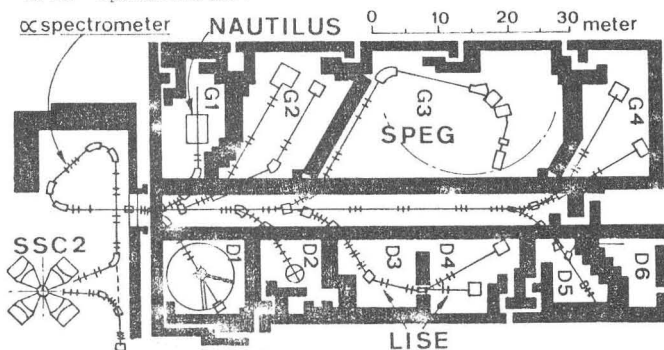 ∝ spectrometer NAUTILUS 0 10 20 30 meter
G1 G2 G3 G4
SPEG
SSC2
D1 D2 D3 D4 D5 D6
LISE